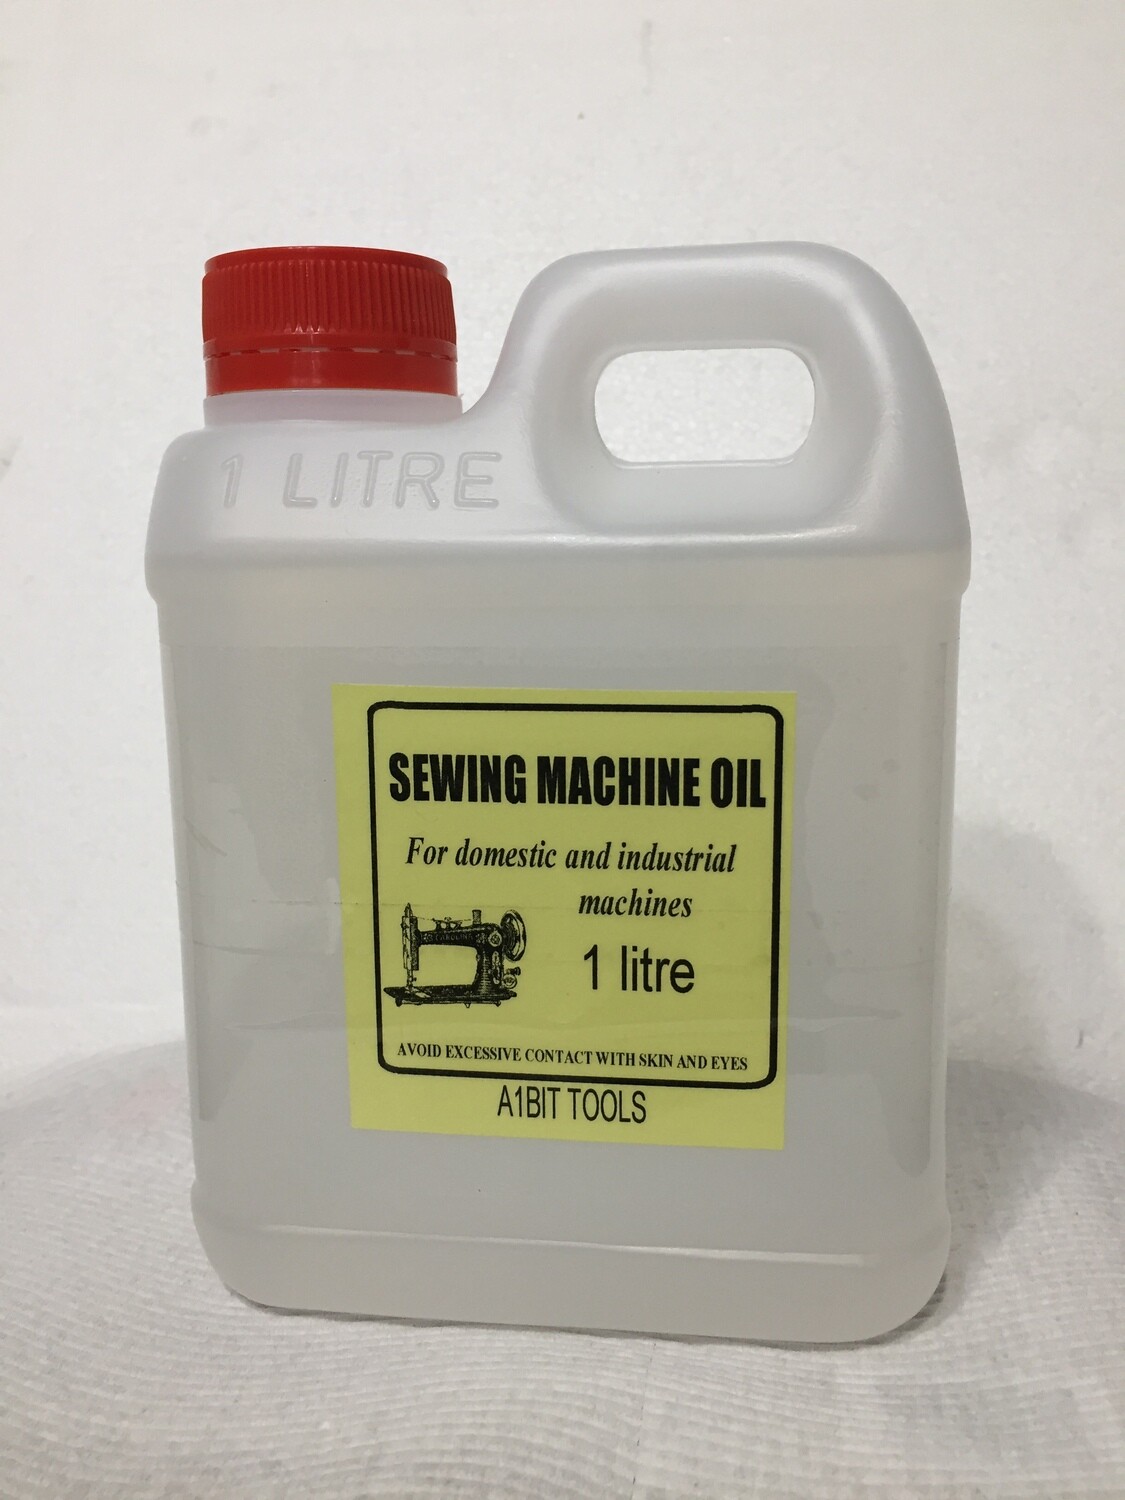 1 LITRE
SEWING MACHINE OIL
For domestic and industrial
machines
1 litre
AVOID EXCESSIVE CONTACT WITH SKIN AND EYES
A1BIT TOOLS